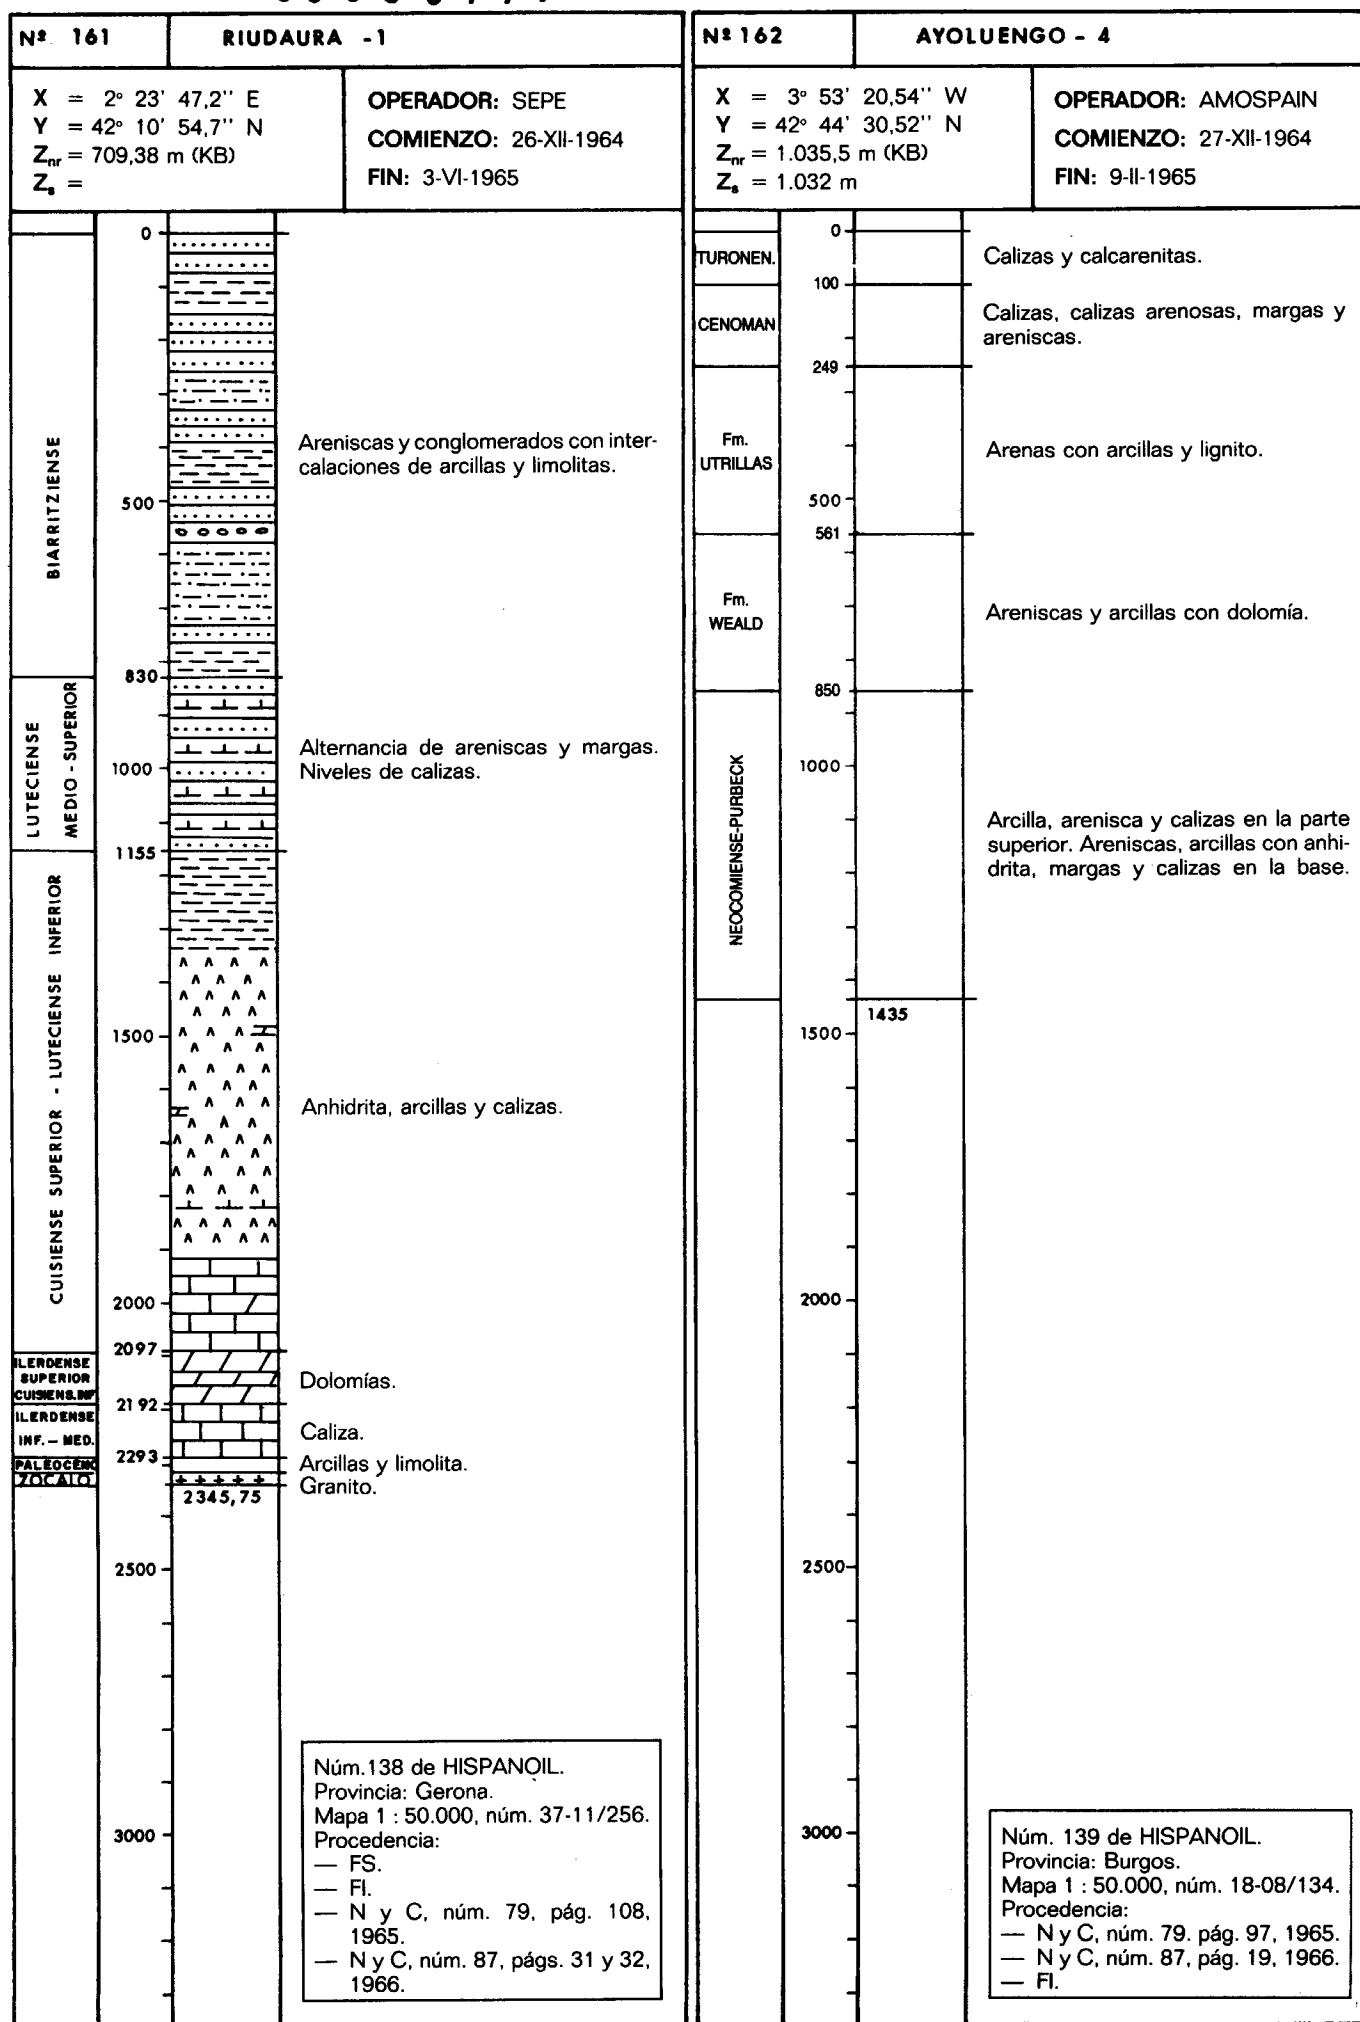 Nº 161
RIUDAURA -1
X = 2° 23' 47,2'' E
Y = 42° 10' 54,7'' N
Znr = 709,38 m (KB)
Zs =
OPERADOR: SEPE
COMIENZO: 26-XII-1964
FIN: 3-VI-1965
0
500
830
1000
1155
1500
2000
2097
2192
2293
2345,75
2500
3000
BIARRITZIENSE
LUTECIENSE
MEDIO - SUPERIOR
CUISIENSE SUPERIOR - LUTECIENSE INFERIOR
ILERDENSE
SUPERIOR
CUISIENS.INF
ILERDENSE
INF. — MED.
PALEOCENO
ZOCALO
Areniscas y conglomerados con inter-
calaciones de arcillas y limolitas.
Alternancia de areniscas y margas.
Niveles de calizas.
Anhidrita, arcillas y calizas.
Dolomías.
Caliza.
Arcillas y limolita.
Granito.
Núm.138 de HISPANOIL.
Provincia: Gerona.
Mapa 1 : 50.000, núm. 37-11/256.
Procedencia:
— FS.
— FI.
— N y C, núm. 79, pág. 108,
1965.
— N y C, núm. 87, págs. 31 y 32,
1966.
Nº 162
AYOLUENGO - 4
X = 3° 53' 20,54'' W
Y = 42° 44' 30,52'' N
Znr = 1.035,5 m (KB)
Zs = 1.032 m
OPERADOR: AMOSPAIN
COMIENZO: 27-XII-1964
FIN: 9-II-1965
0
100
249
500
561
850
1000
1435
1500
2000
2500
3000
TURONEN.
CENOMAN
Fm.
UTRILLAS
Fm.
WEALD
NEOCOMIENSE-PURBECK
Calizas y calcarenitas.
Calizas, calizas arenosas, margas y
areniscas.
Arenas con arcillas y lignito.
Areniscas y arcillas con dolomía.
Arcilla, arenisca y calizas en la parte
superior. Areniscas, arcillas con anhi-
drita, margas y calizas en la base.
Núm. 139 de HISPANOIL.
Provincia: Burgos.
Mapa 1 : 50.000, núm. 18-08/134.
Procedencia:
— N y C, núm. 79. pág. 97, 1965.
— N y C, núm. 87, pág. 19, 1966.
— FI.